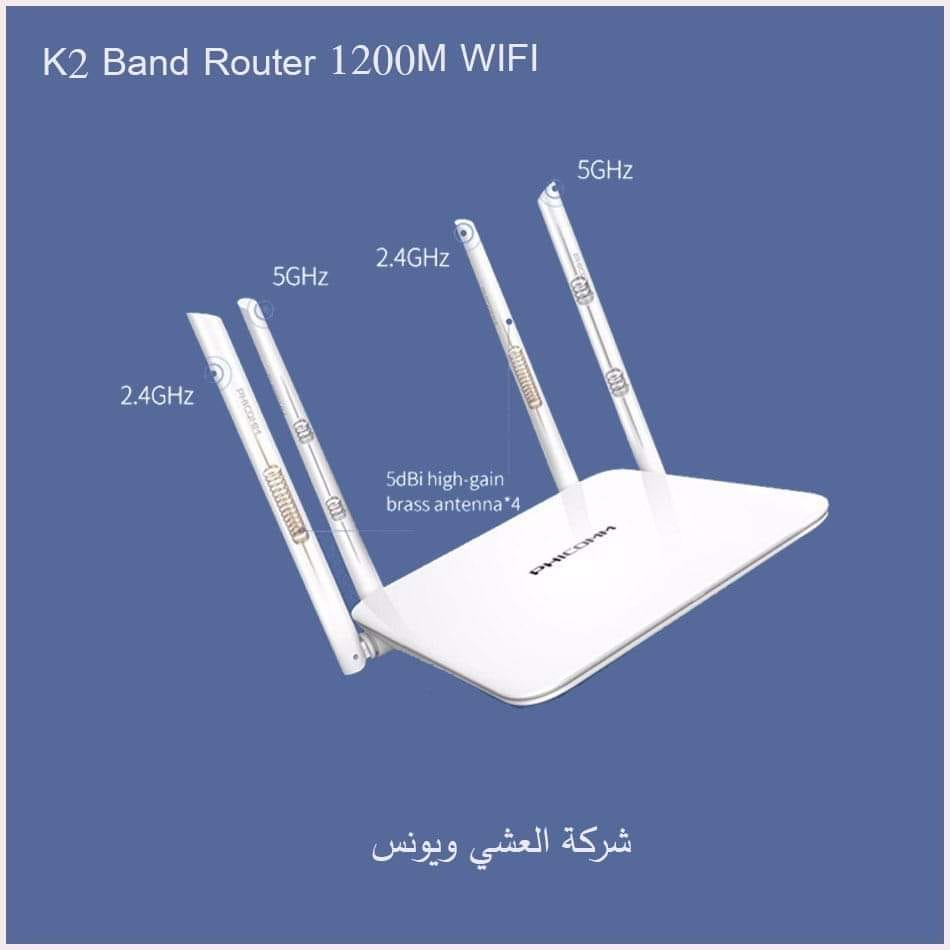 K2 Band Router 1200M WIFI
5GHz
2.4GHz
5GHz
2.4GHz
PHICOMM
5dBi high-gain
brass antenna*4
PHICOMM
شركة العشي ويونس